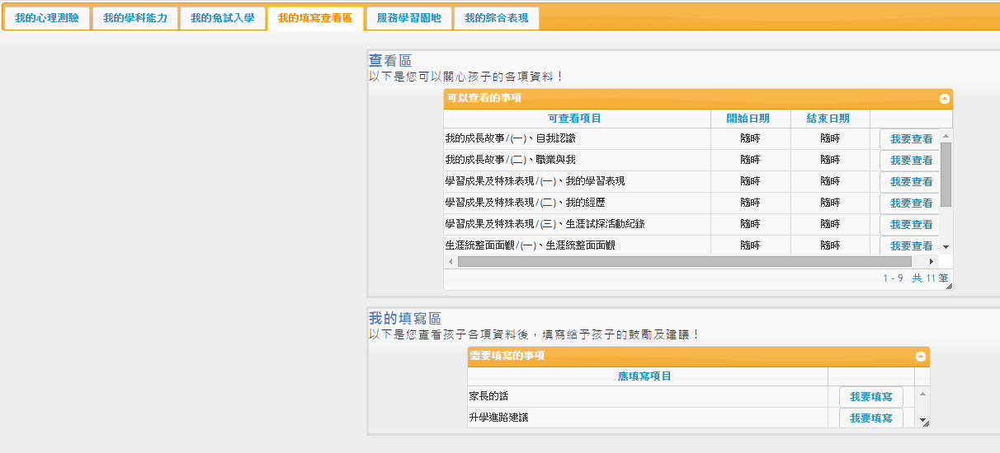 我的心理測驗 我的學科能力 我的免試入學 我的填寫查看區 服務學習園地 我的綜合表現
查看區
以下是您可以關心孩子的各項資料！
可以查看的事項
可查看項目 開始日期 結束日期
我的成長故事/(一)、自我認識 隨時 隨時 我要查看
我的成長故事/(二)、職業與我 隨時 隨時 我要查看
學習成果及特殊表現/(一)、我的學習表現 隨時 隨時 我要查看
學習成果及特殊表現/(二)、我的經歷 隨時 隨時 我要查看
學習成果及特殊表現/(三)、生涯試探活動紀錄 隨時 隨時 我要查看
生涯統整面面觀/(一)、生涯統整面面觀 隨時 隨時 我要查看
1 - 9 共 11 筆
我的填寫區
以下是您查看孩子各項資料後，填寫給予孩子的鼓勵及建議！
需要填寫的事項
應填寫項目
家長的話 我要填寫
升學進路建議 我要填寫